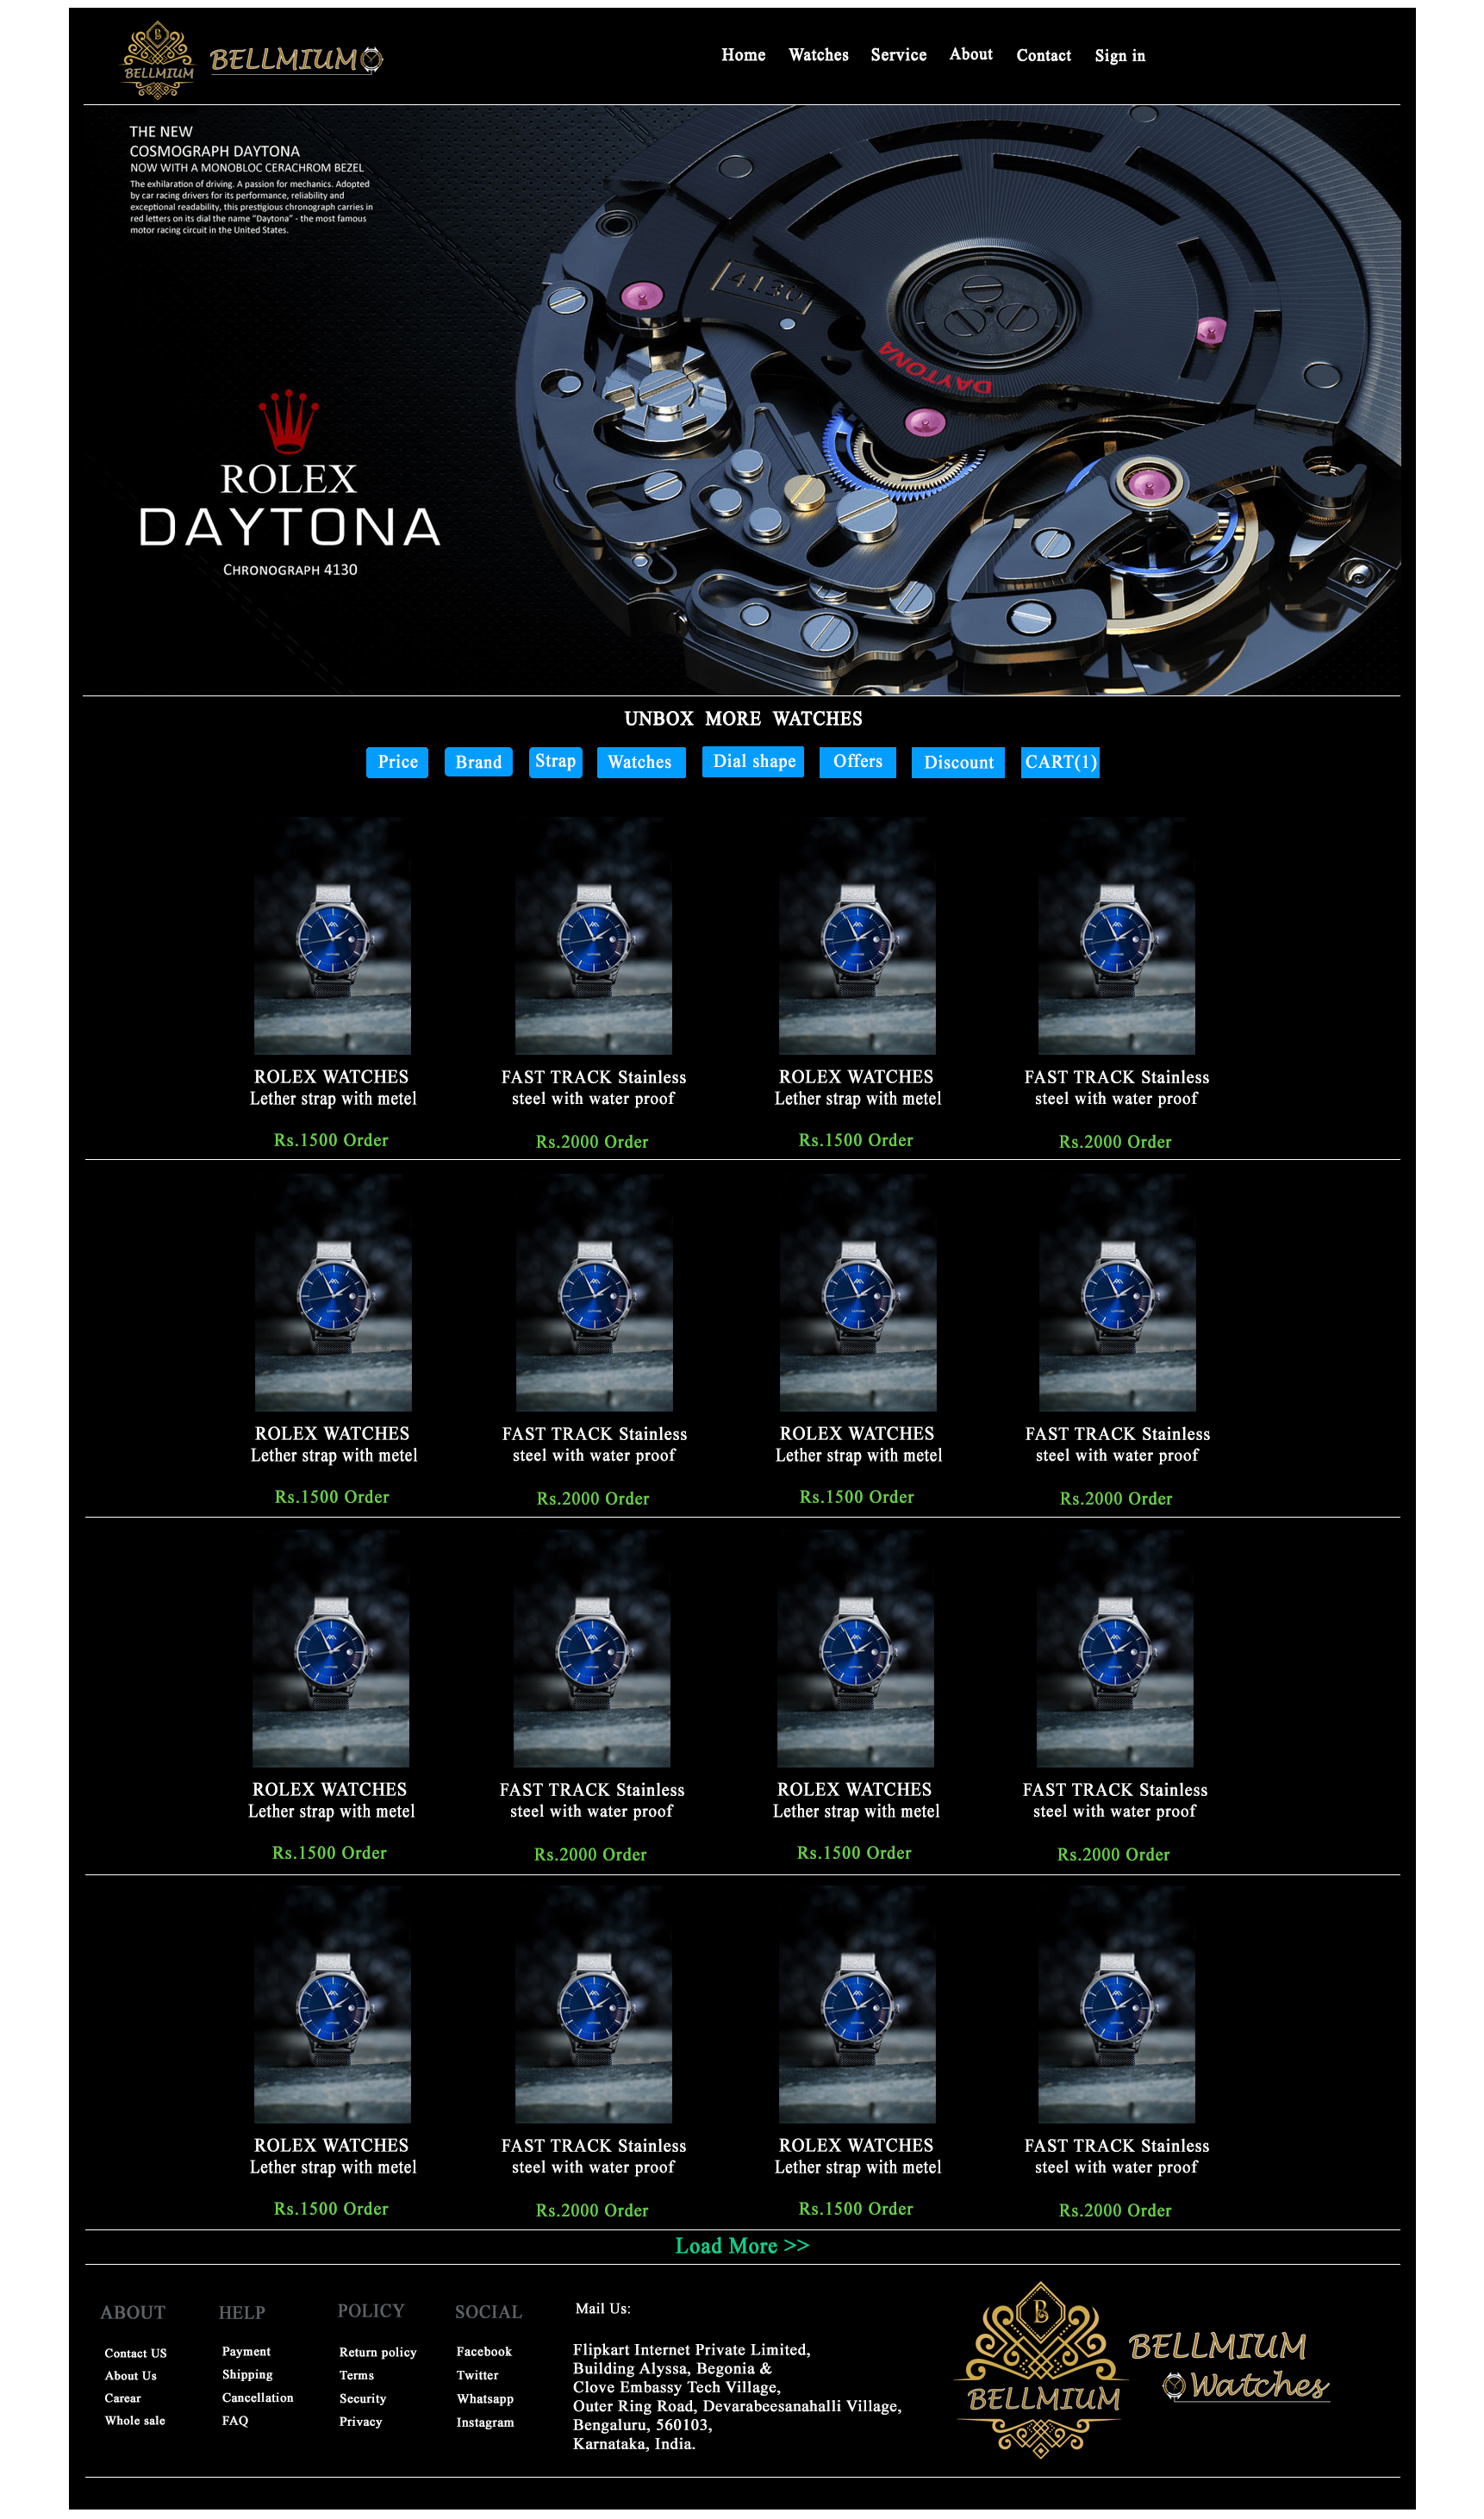 BELLMIUM
BELLMIUM
Home Watches Service About Contact Sign in
THE NEW
COSMOGRAPH DAYTONA
NOW WITH A MONOBLOC CERACHROM BEZEL
The exhilaration of driving. A passion for mechanics. Adopted
by car racing drivers for its performance, reliability and
exceptional readability, this prestigious chronograph carries in
red letters on its dial the name "Daytona" - the most famous
motor racing circuit in the United States.
4130
DAYTONA
ROLEX
DAYTONA
CHRONOGRAPH 4130
UNBOX MORE WATCHES
Price Brand Strap Watches Dial shape Offers Discount CART(1)
ROLEX WATCHES FAST TRACK Stainless ROLEX WATCHES FAST TRACK Stainless
Lether strap with metel steel with water proof Lether strap with metel steel with water proof
Rs.1500 Order Rs.2000 Order Rs.1500 Order Rs.2000 Order
ROLEX WATCHES FAST TRACK Stainless ROLEX WATCHES FAST TRACK Stainless
Lether strap with metel steel with water proof Lether strap with metel steel with water proof
Rs.1500 Order Rs.2000 Order Rs.1500 Order Rs.2000 Order
ROLEX WATCHES FAST TRACK Stainless ROLEX WATCHES FAST TRACK Stainless
Lether strap with metel steel with water proof Lether strap with metel steel with water proof
Rs.1500 Order Rs.2000 Order Rs.1500 Order Rs.2000 Order
ROLEX WATCHES FAST TRACK Stainless ROLEX WATCHES FAST TRACK Stainless
Lether strap with metel steel with water proof Lether strap with metel steel with water proof
Rs.1500 Order Rs.2000 Order Rs.1500 Order Rs.2000 Order
Load More >>
ABOUT
Contact US
About Us
Carear
Whole sale
HELP
Payment
Shipping
Cancellation
FAQ
POLICY
Return policy
Terms
Security
Privacy
SOCIAL
Facebook
Twitter
Whatsapp
Instagram
Mail Us:
Flipkart Internet Private Limited,
Building Alyssa, Begonia &
Clove Embassy Tech Village,
Outer Ring Road, Devarabeesanahalli Village,
Bengaluru, 560103,
Karnataka, India.
B
BELLMIUM
BELLMIUM
Watches